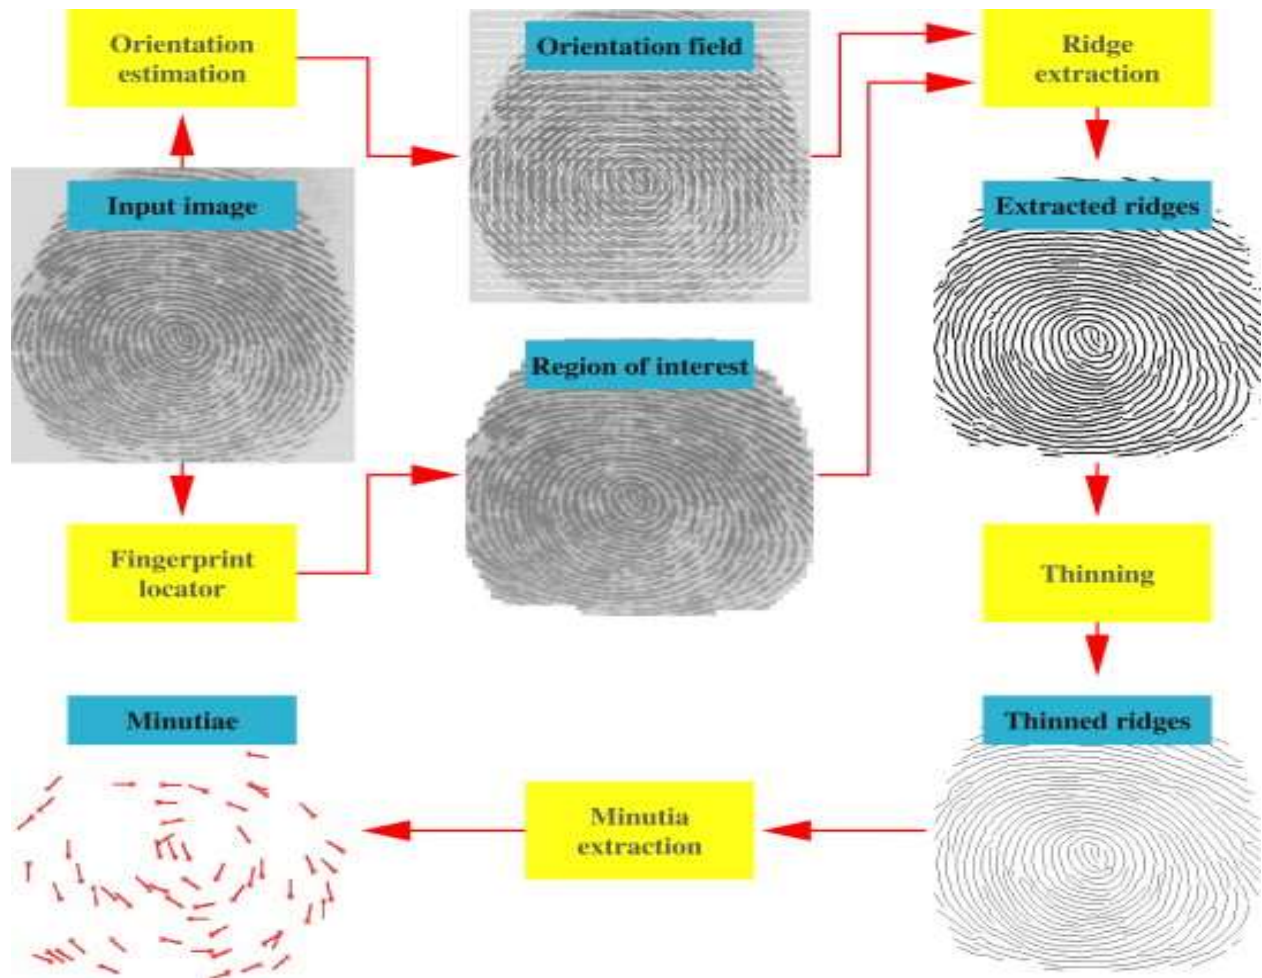 Orientation
estimation
Orientation field
Ridge
extraction
Input image
Extracted ridges
Region of interest
Fingerprint
locator
Thinning
Minutiae
Thinned ridges
Minutia
extraction